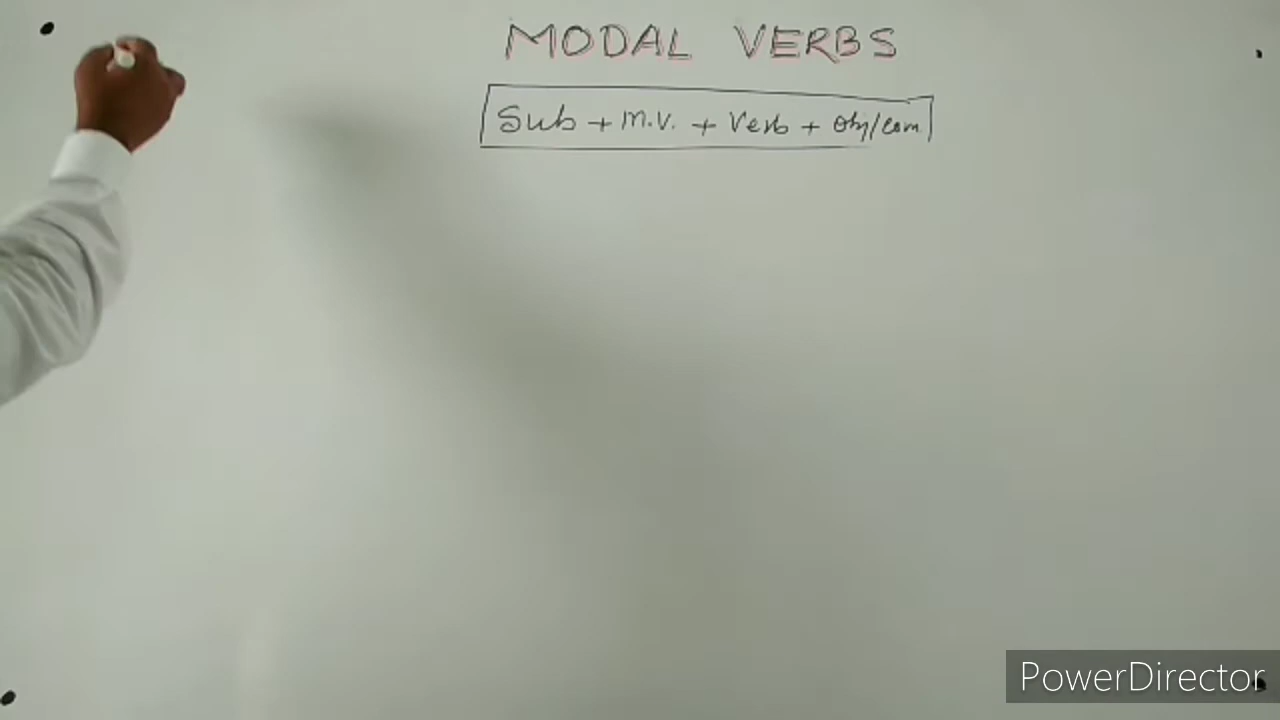 MODAL VERBS
Sub + M.V. + Verb + Obj/com
PowerDirector